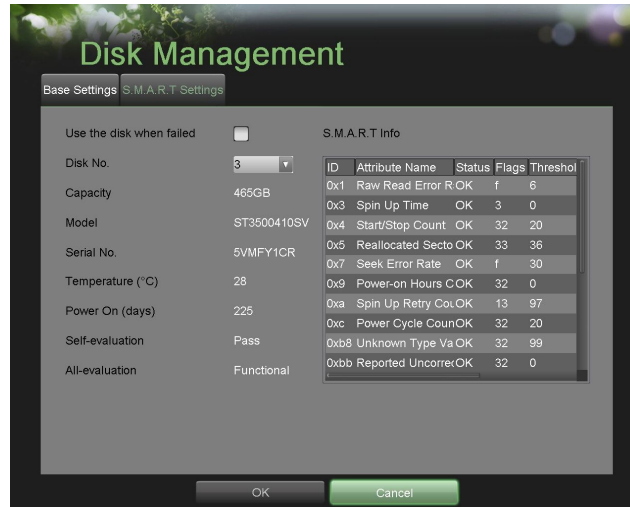 Disk Management
Base Settings S.M.A.R.T Settings
Use the disk when failed
S.M.A.R.T Info
Disk No. 3
Capacity 465GB
Model ST3500410SV
Serial No. 5VMFY1CR
Temperature (°C) 28
Power On (days) 225
Self-evaluation Pass
All-evaluation Functional
ID Attribute Name Status Flags Threshol
0x1 Raw Read Error R OK f 6
0x3 Spin Up Time OK 3 0
0x4 Start/Stop Count OK 32 20
0x5 Reallocated Secto OK 33 36
0x7 Seek Error Rate OK f 30
0x9 Power-on Hours C OK 32 0
0xa Spin Up Retry Cou OK 13 97
0xc Power Cycle Coun OK 32 20
0xb8 Unknown Type Va OK 32 99
0xbb Reported Uncorrec OK 32 0
OK Cancel